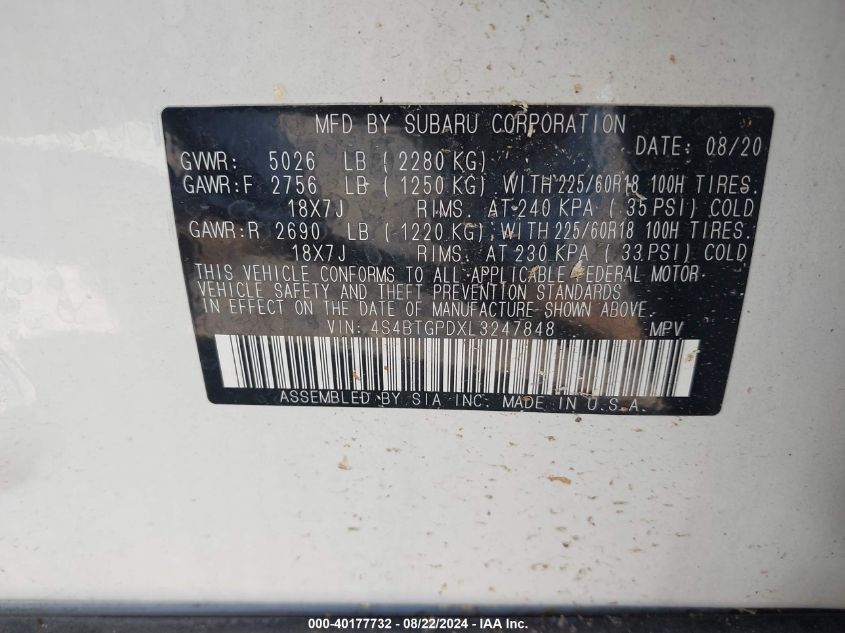 MFD BY SUBARU CORPORATION
DATE: 08/20
GVWR: 5026 LB (2280 KG)
GAWR:F 2756 LB (1250 KG) WITH 225/60R18 100H TIRES.
18X7J RIMS. AT 240 KPA (35 PSI) COLD
GAWR:R 2690 LB (1220 KG) WITH 225/60R18 100H TIRES.
18X7J RIMS. AT 230 KPA (33 PSI) COLD
THIS VEHICLE CONFORMS TO ALL APPLICABLE FEDERAL MOTOR
VEHICLE SAFETY AND THEFT PREVENTION STANDARDS
IN EFFECT ON THE DATE OF MANUFACTURE SHOWN ABOVE.
VIN: 4S4BTGPDXL3247848 MPV
ASSEMBLED BY SIA INC. MADE IN U.S.A.
000-40177732 - 08/22/2024 - IAA Inc.